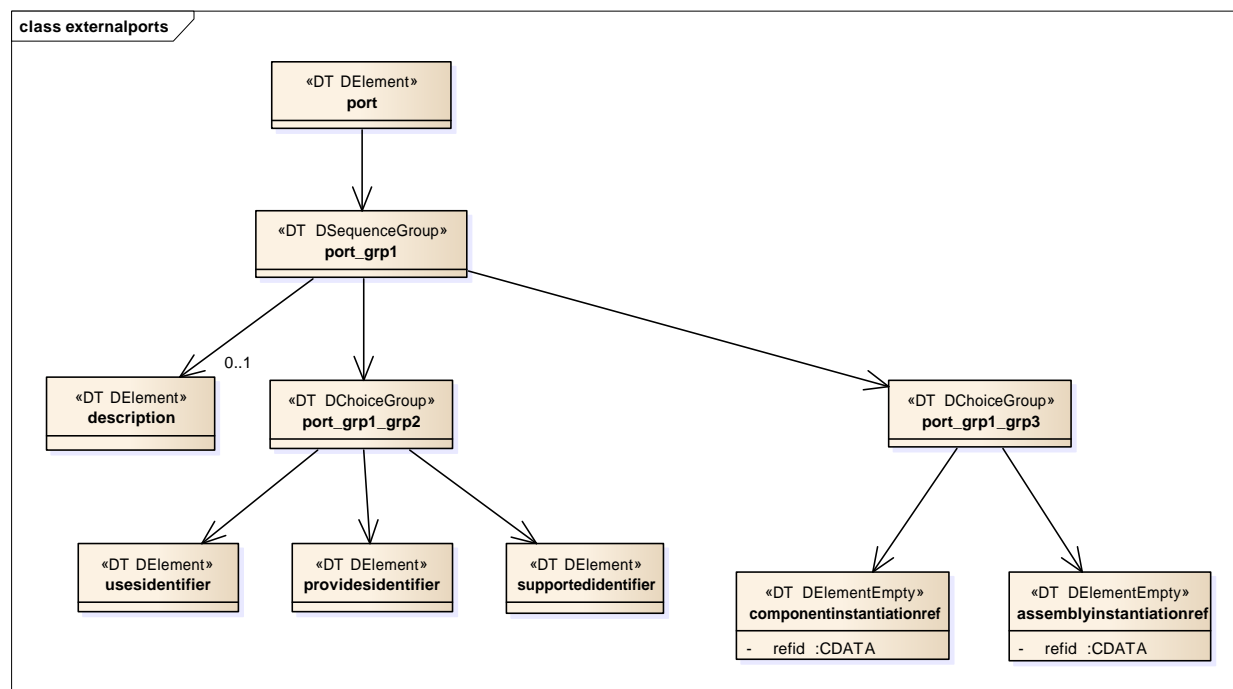 class externalports
«DT DElement»
port
«DT DSequenceGroup»
port_grp1
0..1
«DT DElement»
description
«DT DChoiceGroup»
port_grp1_grp2
«DT DChoiceGroup»
port_grp1_grp3
«DT DElement»
usesidentifier
«DT DElement»
providesidentifier
«DT DElement»
supportedidentifier
«DT DElementEmpty»
componentinstantiationref
- refid :CDATA
«DT DElementEmpty»
assemblyinstantiationref
- refid :CDATA